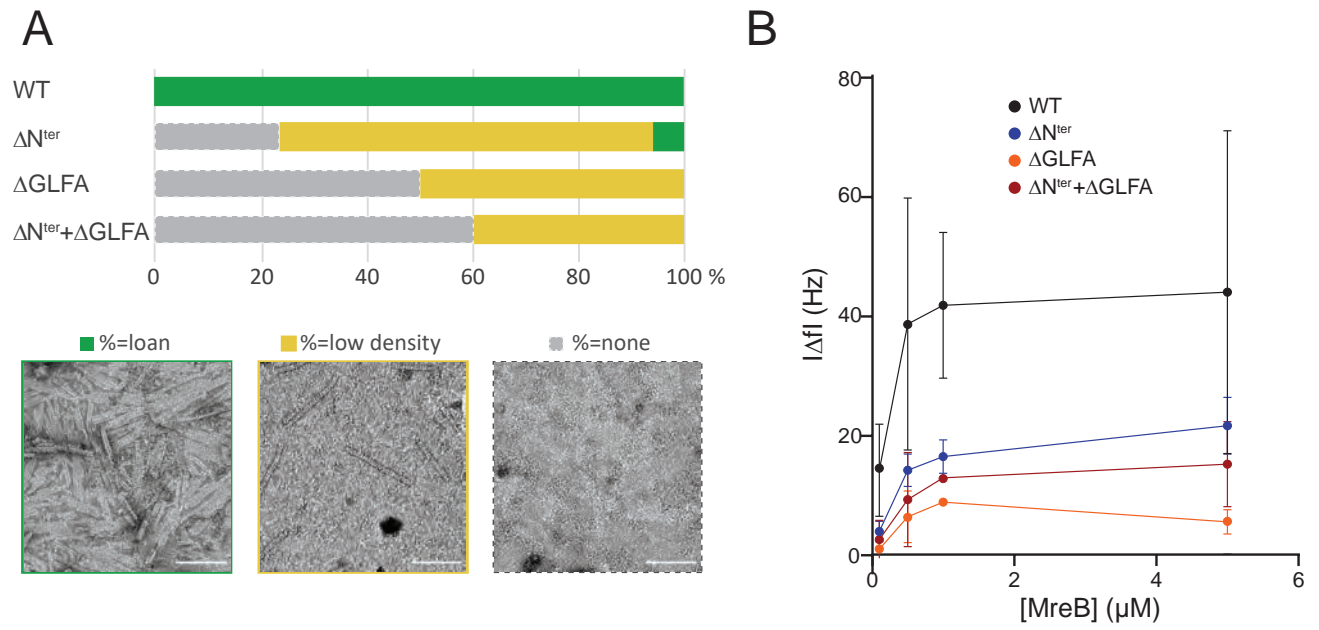 A
WT
ΔNᵗᵉʳ
ΔGLFA
ΔNᵗᵉʳ+ΔGLFA
0 20 40 60 80 100 %
%=loan %=low density %=none
B
80
60
40
20
0
|Δf| (Hz)
WT
ΔNᵗᵉʳ
ΔGLFA
ΔNᵗᵉʳ+ΔGLFA
0 2 4 6
[MreB] (µM)